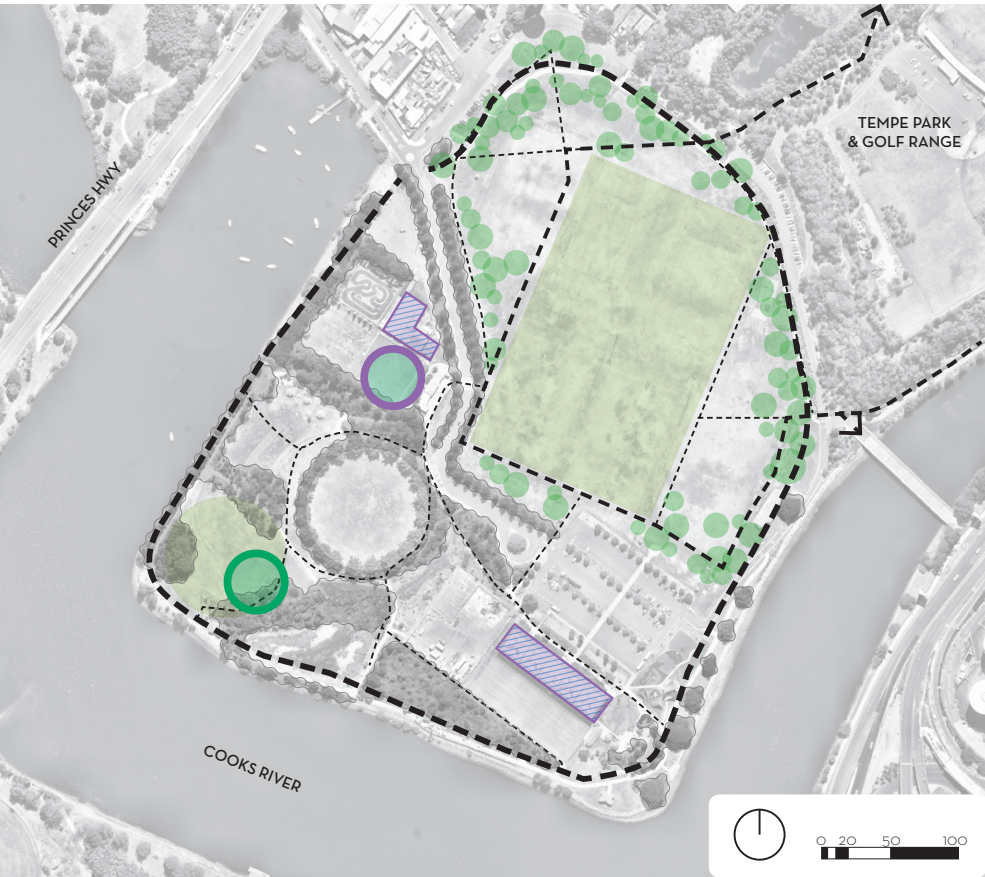 TEMPE PARK
& GOLF RANGE
PRINCES HWY
COOKS RIVER
0 20 50 100